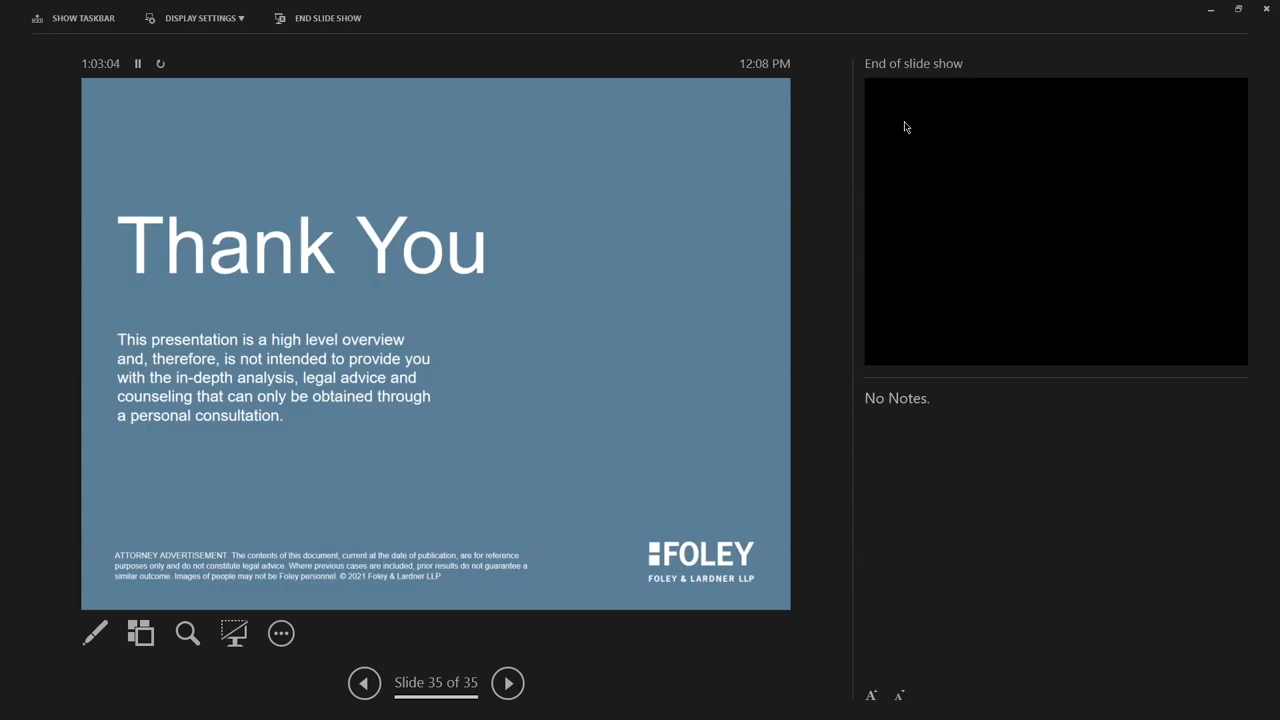 SHOW TASKBAR
DISPLAY SETTINGS ▼
END SLIDE SHOW
1:03:04
12:08 PM
End of slide show
Thank You
This presentation is a high level overview
and, therefore, is not intended to provide you
with the in-depth analysis, legal advice and
counseling that can only be obtained through
a personal consultation.
ATTORNEY ADVERTISEMENT. The contents of this document, current at the date of publication, are for reference
purposes only and do not constitute legal advice. Where previous cases are included, prior results do not guarantee a
similar outcome. Images of people may not be Foley personnel. © 2021 Foley & Lardner LLP
FOLEY
FOLEY & LARDNER LLP
No Notes.
Slide 35 of 35
A
A